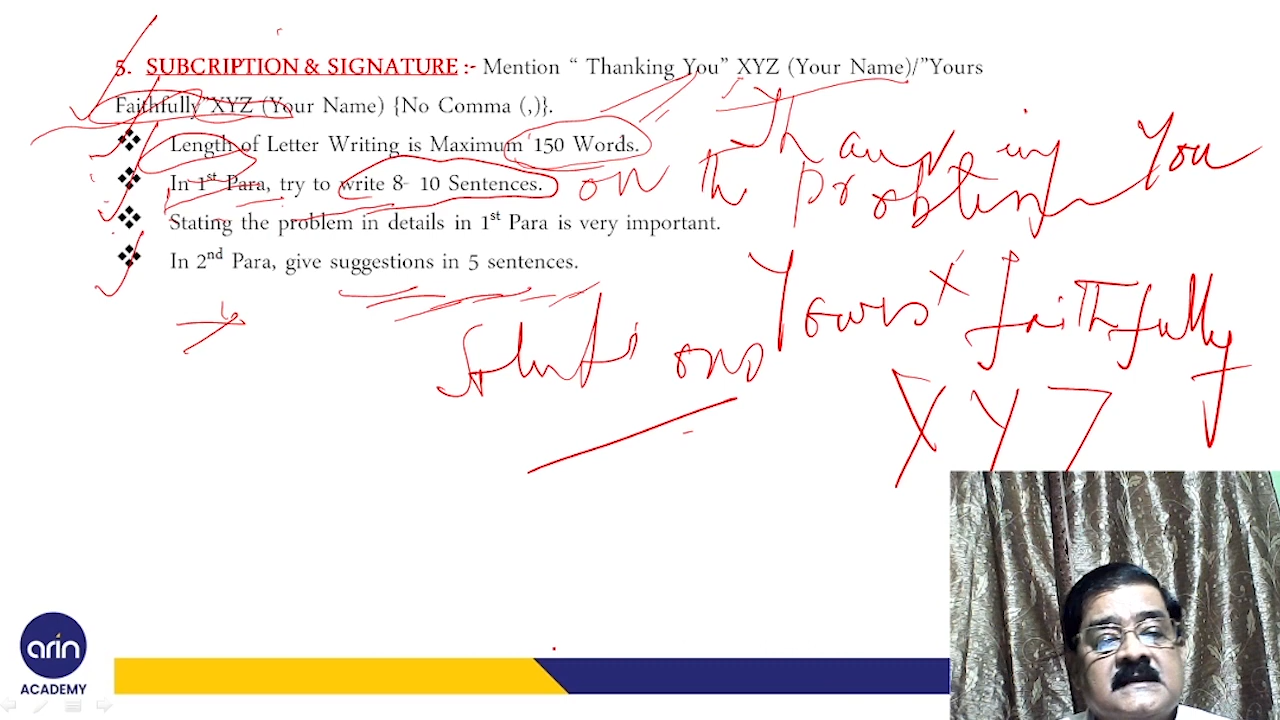 5. SUBCRIPTION & SIGNATURE :- Mention “ Thanking You” XYZ (Your Name)/”Yours
Faithfully”XYZ (Your Name) {No Comma (,)}.
❖ Length of Letter Writing is Maximum 150 Words.
❖ In 1st Para, try to write 8- 10 Sentences.
❖ Stating the problem in details in 1st Para is very important.
❖ In 2nd Para, give suggestions in 5 sentences.
Thanking You
on the problem
Yours faithfully
XYZ
arin
ACADEMY